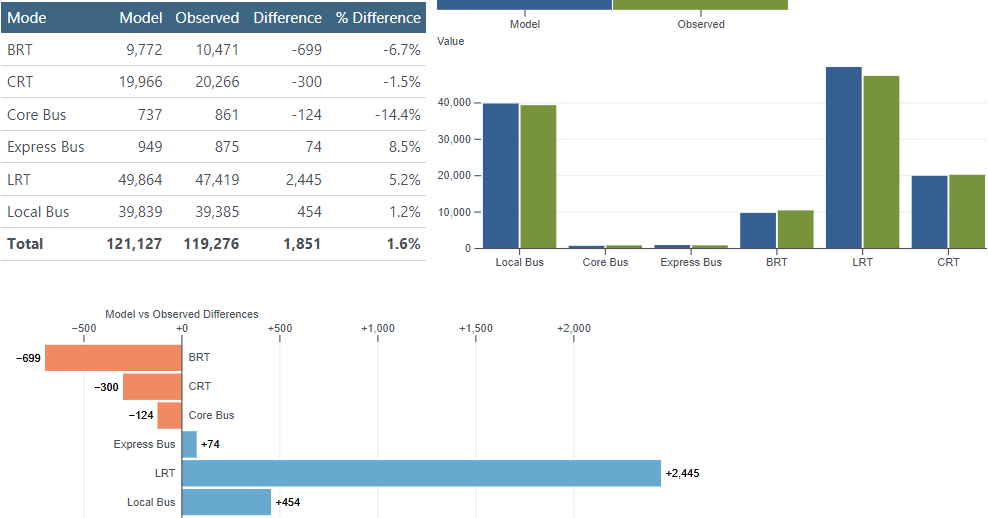 Mode Model Observed Difference % Difference
BRT 9,772 10,471 -699 -6.7%
CRT 19,966 20,266 -300 -1.5%
Core Bus 737 861 -124 -14.4%
Express Bus 949 875 74 8.5%
LRT 49,864 47,419 2,445 5.2%
Local Bus 39,839 39,385 454 1.2%
Total 121,127 119,276 1,851 1.6%
Model Observed
Value
40,000
30,000
20,000
10,000
0
Local Bus Core Bus Express Bus BRT LRT CRT
Model vs Observed Differences
−500 +0 +500 +1,000 +1,500 +2,000
−699 BRT
−300 CRT
−124 Core Bus
Express Bus +74
LRT +2,445
Local Bus +454